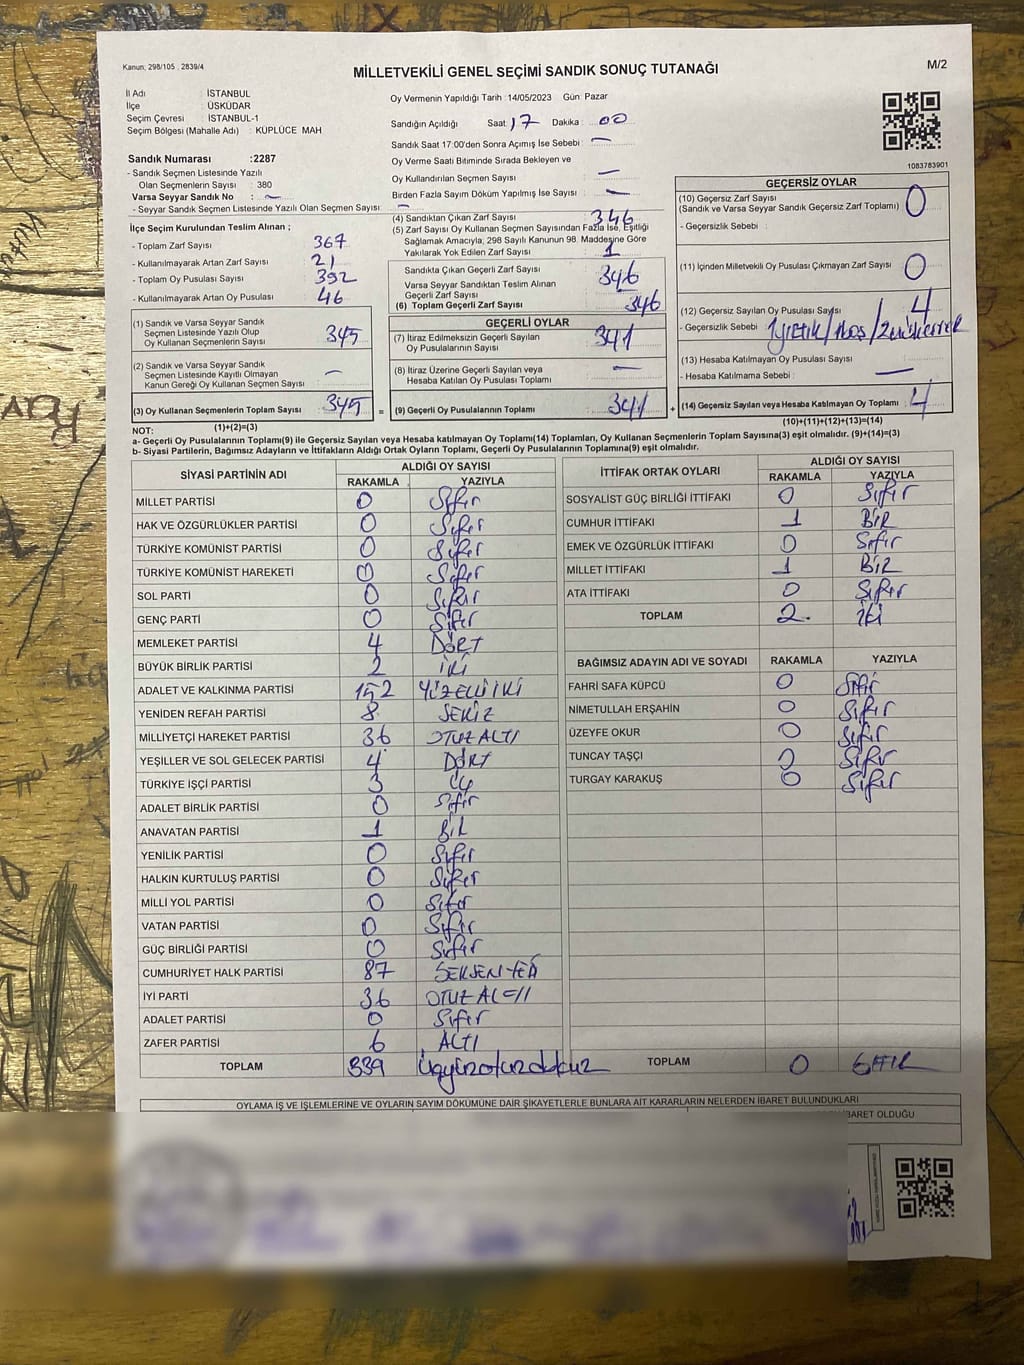 Kanun; 298/105 , 2839/4
MİLLETVEKİLİ GENEL SEÇİMİ SANDIK SONUÇ TUTANAĞI
M/2
İl Adı : İSTANBUL
İlçe : ÜSKÜDAR
Seçim Çevresi : İSTANBUL-1
Seçim Bölgesi (Mahalle Adı) : KÜPLÜCE MAH
Oy Vermenin Yapıldığı Tarih : 14/05/2023 Gün: Pazar
Sandığın Açıldığı Saat : 17 Dakika : 00
Sandık Saat 17:00'den Sonra Açımış İse Sebebi : —
Oy Verme Saati Bitiminde Sırada Bekleyen ve
Oy Kullandırılan Seçmen Sayısı : —
Birden Fazla Sayım Döküm Yapılmış İse Sayısı : —
1083783901
Sandık Numarası :2287
- Sandık Seçmen Listesinde Yazılı
Olan Seçmenlerin Sayısı : 380
Varsa Seyyar Sandık No : —
- Seyyar Sandık Seçmen Listesinde Yazılı Olan Seçmen Sayısı: —
İlçe Seçim Kurulundan Teslim Alınan ;
- Toplam Zarf Sayısı : 367
- Kullanılmayarak Artan Zarf Sayısı : 21
- Toplam Oy Pusulası Sayısı : 392
- Kullanılmayarak Artan Oy Pusulası : 46
(4) Sandıktan Çıkan Zarf Sayısı : 346
(5) Zarf Sayısı Oy Kullanan Seçmen Sayısından Fazla İse, Eşitliği
Sağlamak Amacıyla, 298 Sayılı Kanunun 98. Maddesine Göre
Yakılarak Yok Edilen Zarf Sayısı : 1
Sandıkta Çıkan Geçerli Zarf Sayısı : 346
Varsa Seyyar Sandıktan Teslim Alınan
Geçerli Zarf Sayısı :
(6) Toplam Geçerli Zarf Sayısı : 346
GEÇERSİZ OYLAR
(10) Geçersiz Zarf Sayısı : 0
(Sandık ve Varsa Seyyar Sandık Geçersiz Zarf Toplamı)
- Geçersizlik Sebebi :
(11) İçinden Milletvekili Oy Pusulası Çıkmayan Zarf Sayısı : 0
(12) Geçersiz Sayılan Oy Pusulası Sayısı : 4
- Geçersizlik Sebebi :
(13) Hesaba Katılmayan Oy Pusulası Sayısı :
- Hesaba Katılmama Sebebi : —
(14) Geçersiz Sayılan veya Hesaba Katılmayan Oy Toplamı : 4
(10)+(11)+(12)+(13)=(14)
(1) Sandık ve Varsa Seyyar Sandık
Seçmen Listesinde Yazılı Olup
Oy Kullanan Seçmenlerin Sayısı : 345
(2) Sandık ve Varsa Seyyar Sandık
Seçmen Listesinde Kayıtlı Olmayan
Kanun Gereği Oy Kullanan Seçmen Sayısı : —
(3) Oy Kullanan Seçmenlerin Toplam Sayısı : 345 =
(1)+(2)=(3)
GEÇERLİ OYLAR
(7) İtiraz Edilmeksizin Geçerli Sayılan
Oy Pusulalarının Sayısı : 341
(8) İtiraz Üzerine Geçerli Sayılan veya
Hesaba Katılan Oy Pusulası Toplamı : —
(9) Geçerli Oy Pusulalarının Toplamı : 341 +
NOT:
a- Geçerli Oy Pusulalarının Toplamı(9) ile Geçersiz Sayılan veya Hesaba katılmayan Oy Toplamı(14) Toplamları, Oy Kullanan Seçmenlerin Toplam Sayısına(3) eşit olmalıdır. (9)+(14)=(3)
b- Siyasi Partilerin, Bağımsız Adayların ve İttifakların Aldığı Ortak Oyların Toplamı, Geçerli Oy Pusulalarının Toplamına(9) eşit olmalıdır.
SİYASİ PARTİNİN ADI ALDIĞI OY SAYISI
RAKAMLA YAZIYLA
MİLLET PARTİSİ 0 Sıfır
HAK VE ÖZGÜRLÜKLER PARTİSİ 0 Sıfır
TÜRKİYE KOMÜNİST PARTİSİ 0 Sıfır
TÜRKİYE KOMÜNİST HAREKETİ 0 Sıfır
SOL PARTİ 0 Sıfır
GENÇ PARTİ 0 Sıfır
MEMLEKET PARTİSİ 4 DÖRT
BÜYÜK BİRLİK PARTİSİ 2 İKİ
ADALET VE KALKINMA PARTİSİ 152 YÜZELLİİKİ
YENİDEN REFAH PARTİSİ 8 SEKİZ
MİLLİYETÇİ HAREKET PARTİSİ 36 OTUZ ALTI
YEŞİLLER VE SOL GELECEK PARTİSİ 4 DÖRT
TÜRKİYE İŞÇİ PARTİSİ 3 Üç
ADALET BİRLİK PARTİSİ 0 Sıfır
ANAVATAN PARTİSİ 1 BİR
YENİLİK PARTİSİ 0 Sıfır
HALKIN KURTULUŞ PARTİSİ 0 Sıfır
MİLLİ YOL PARTİSİ 0 Sıfır
VATAN PARTİSİ 0 Sıfır
GÜÇ BİRLİĞİ PARTİSİ 0 Sıfır
CUMHURİYET HALK PARTİSİ 87 SEKSEN YEDİ
İYİ PARTİ 36 OTUZ ALTI
ADALET PARTİSİ 0 Sıfır
ZAFER PARTİSİ 6 ALTI
TOPLAM 339 üçyüzotuzdokuz
İTTİFAK ORTAK OYLARI ALDIĞI OY SAYISI
RAKAMLA YAZIYLA
SOSYALİST GÜÇ BİRLİĞİ İTTİFAKI 0 Sıfır
CUMHUR İTTİFAKI 1 BİR
EMEK VE ÖZGÜRLÜK İTTİFAKI 0 Sıfır
MİLLET İTTİFAKI 1 BİR
ATA İTTİFAKI 0 Sıfır
TOPLAM 2. İki
BAĞIMSIZ ADAYIN ADI VE SOYADI RAKAMLA YAZIYLA
FAHRİ SAFA KÜPCÜ 0 Sıfır
NİMETULLAH ERŞAHİN 0 Sıfır
ÜZEYFE OKUR 0 Sıfır
TUNCAY TAŞÇI 0 Sıfır
TURGAY KARAKUŞ 0 Sıfır
TOPLAM 0 SIFIR
OYLAMA İŞ VE İŞLEMLERİNE VE OYLARIN SAYIM DÖKÜMÜNE DAİR ŞİKAYETLERLE BUNLARA AİT KARARLARIN NELERDEN İBARET BULUNDUKLARI
İBARET OLDUĞU